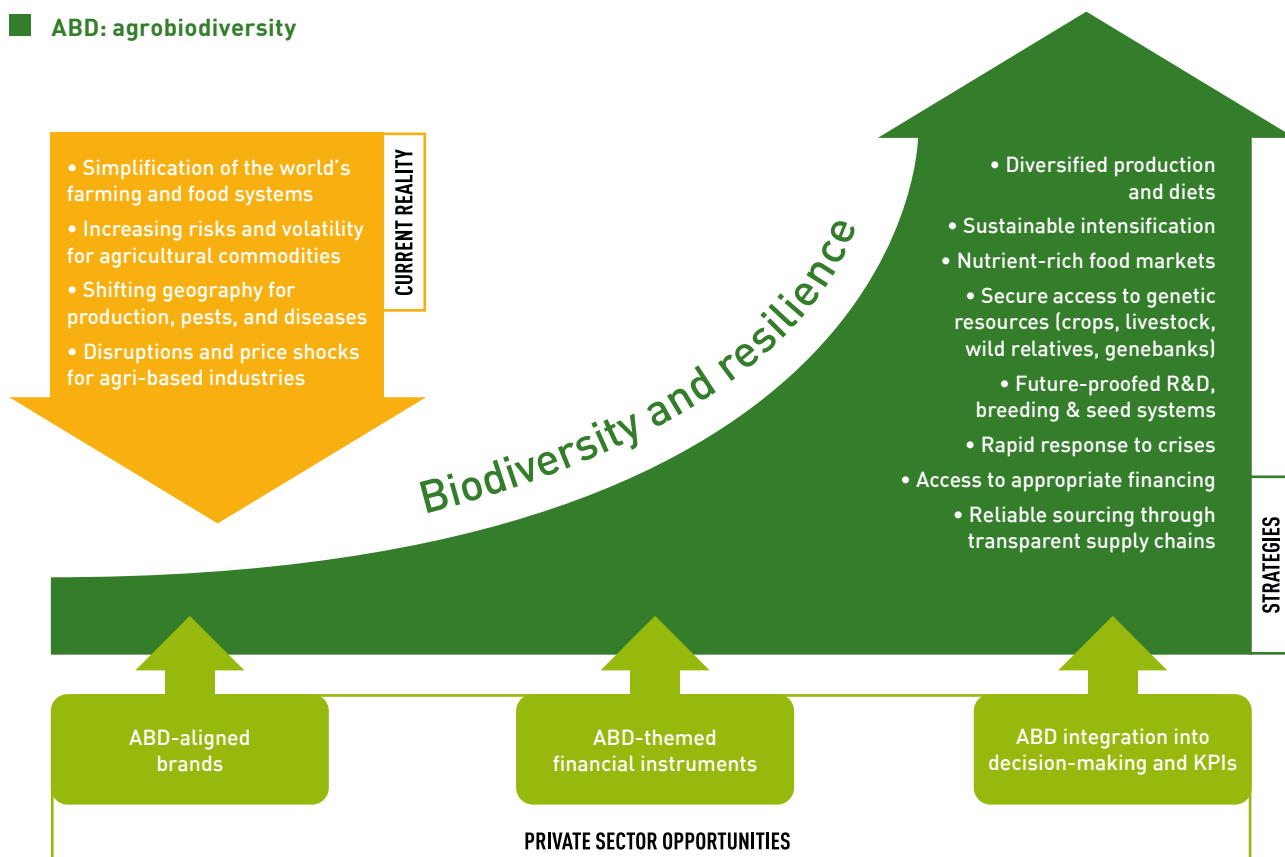 ABD: agrobiodiversity
• Simplification of the world's
farming and food systems
• Increasing risks and volatility
for agricultural commodities
• Shifting geography for
production, pests, and diseases
• Disruptions and price shocks
for agri-based industries
CURRENT REALITY
Biodiversity and resilience
• Diversified production
and diets
• Sustainable intensification
• Nutrient-rich food markets
• Secure access to genetic
resources (crops, livestock,
wild relatives, genebanks)
• Future-proofed R&D,
breeding & seed systems
• Rapid response to crises
• Access to appropriate financing
• Reliable sourcing through
transparent supply chains
STRATEGIES
ABD-aligned
brands
ABD-themed
financial instruments
ABD integration into
decision-making and KPIs
PRIVATE SECTOR OPPORTUNITIES